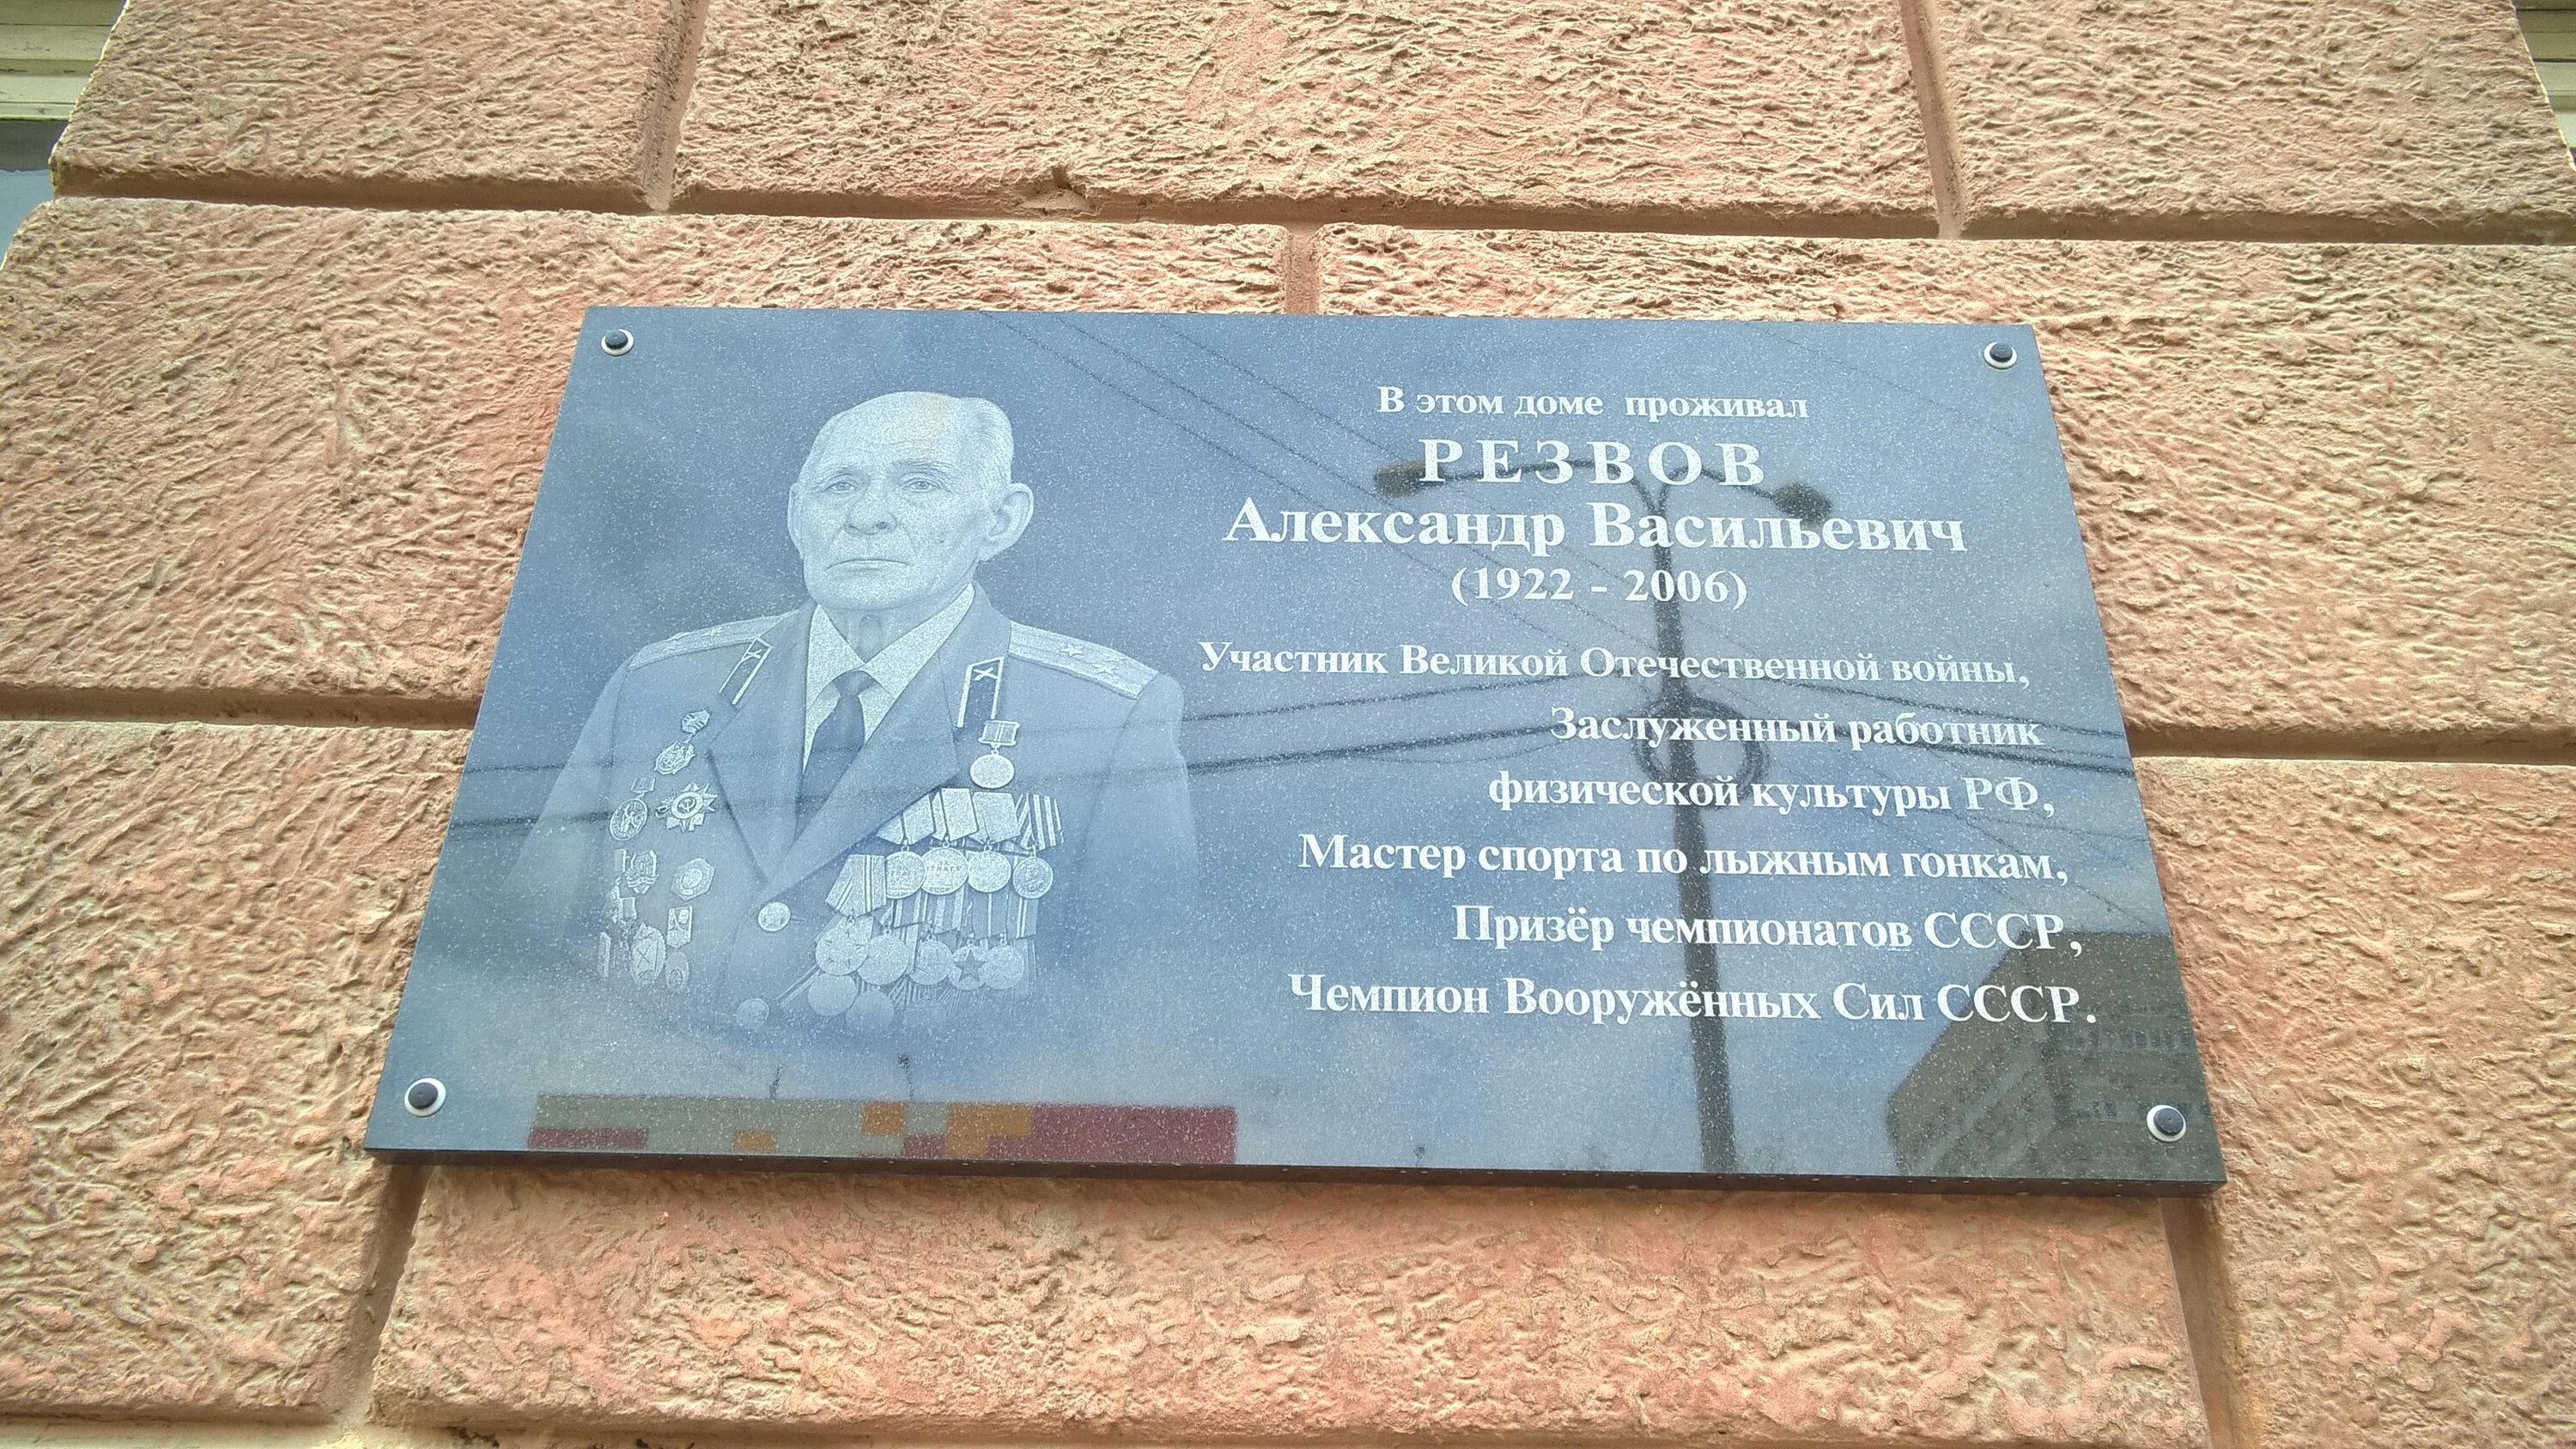 В этом доме проживал
РЕЗВОВ
Александр Васильевич
(1922 - 2006)
Участник Великой Отечественной войны,
Заслуженный работник
физической культуры РФ,
Мастер спорта по лыжным гонкам,
Призёр чемпионатов СССР,
Чемпион Вооружённых Сил СССР.